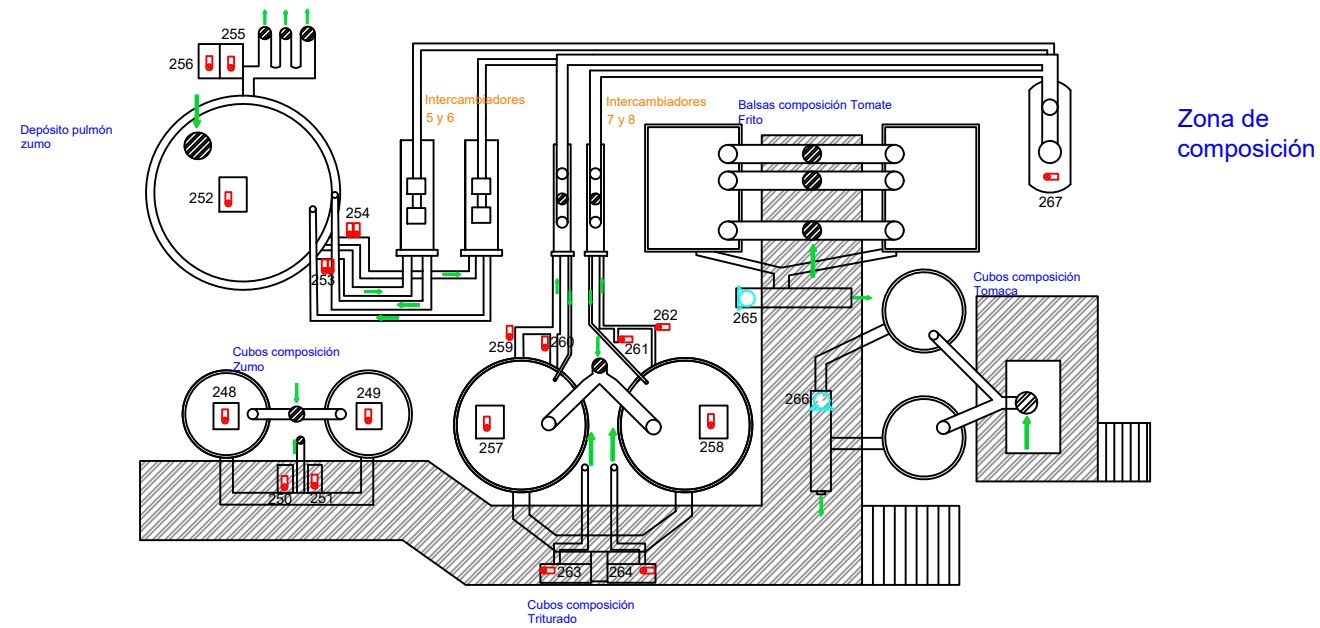 255
256
Depósito pulmón
zumo
252
254
253
Intercambiadores
5 y 6
Intercambiadores
7 y 8
Balsas composición Tomate
Frito
267
Zona de
composición
265
Cubos composición
Tomaca
266
259
260
261
262
Cubos composición
Zumo
248
249
250
251
257
258
263
264
Cubos composición
Triturado